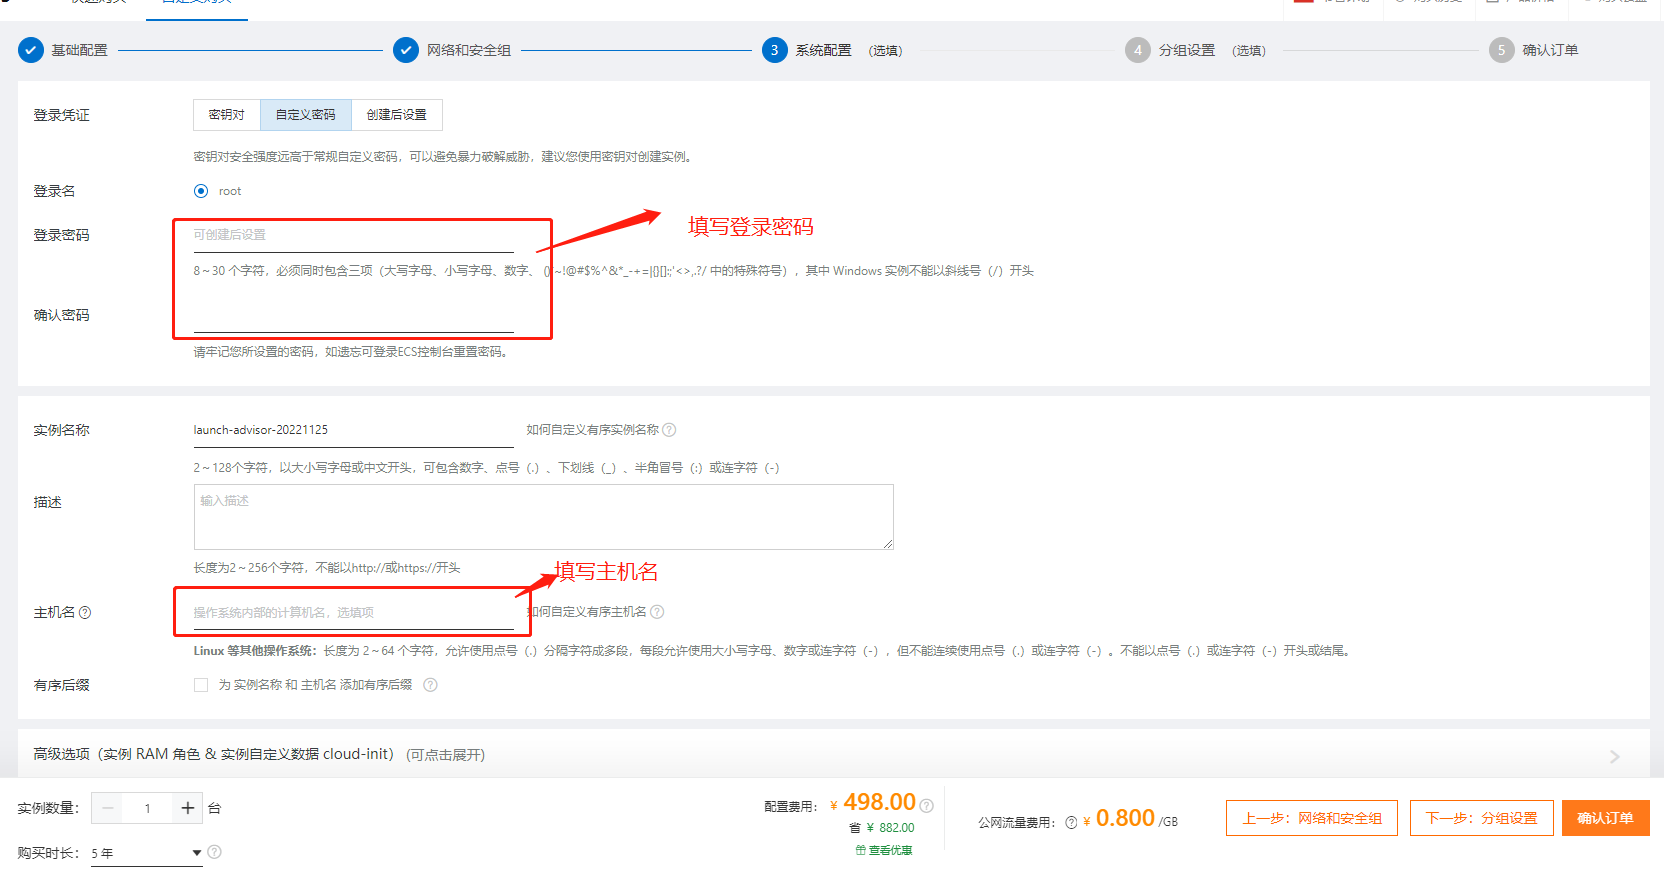 基础配置
网络和安全组
3 系统配置 (选填)
4 分组设置 (选填)
5 确认订单
登录凭证
密钥对 自定义密码 创建后设置
密钥对安全强度远高于常规自定义密码，可以避免暴力破解威胁，建议您使用密钥对创建实例。
登录名
root
登录密码
可创建后设置
填写登录密码
8～30 个字符，必须同时包含三项（大写字母、小写字母、数字、 ()`~!@#$%^&*_-+=|{}[]:;'<>,.?/ 中的特殊符号），其中 Windows 实例不能以斜线号（/）开头
确认密码
请牢记您所设置的密码，如遗忘可登录ECS控制台重置密码。
实例名称
launch-advisor-20221125
如何自定义有序实例名称 ?
2～128个字符，以大小写字母或中文开头，可包含数字、点号（.）、下划线（_）、半角冒号（:）或连字符（-）
描述
输入描述
长度为2～256个字符，不能以http://或https://开头
填写主机名
主机名 ?
操作系统内部的计算机名，选填项
如何自定义有序主机名 ?
Linux 等其他操作系统：长度为 2～64 个字符，允许使用点号（.）分隔字符成多段，每段允许使用大小写字母、数字或连字符（-），但不能连续使用点号（.）或连字符（-）。不能以点号（.）或连字符（-）开头或结尾。
有序后缀
为 实例名称 和 主机名 添加有序后缀 ?
高级选项（实例 RAM 角色 & 实例自定义数据 cloud-init） (可点击展开)
实例数量： － 1 + 台
购买时长： 5 年 ?
配置费用： ¥ 498.00 ?
省 ¥ 882.00
查看优惠
公网流量费用： ? ¥ 0.800 /GB
上一步：网络和安全组
下一步：分组设置
确认订单